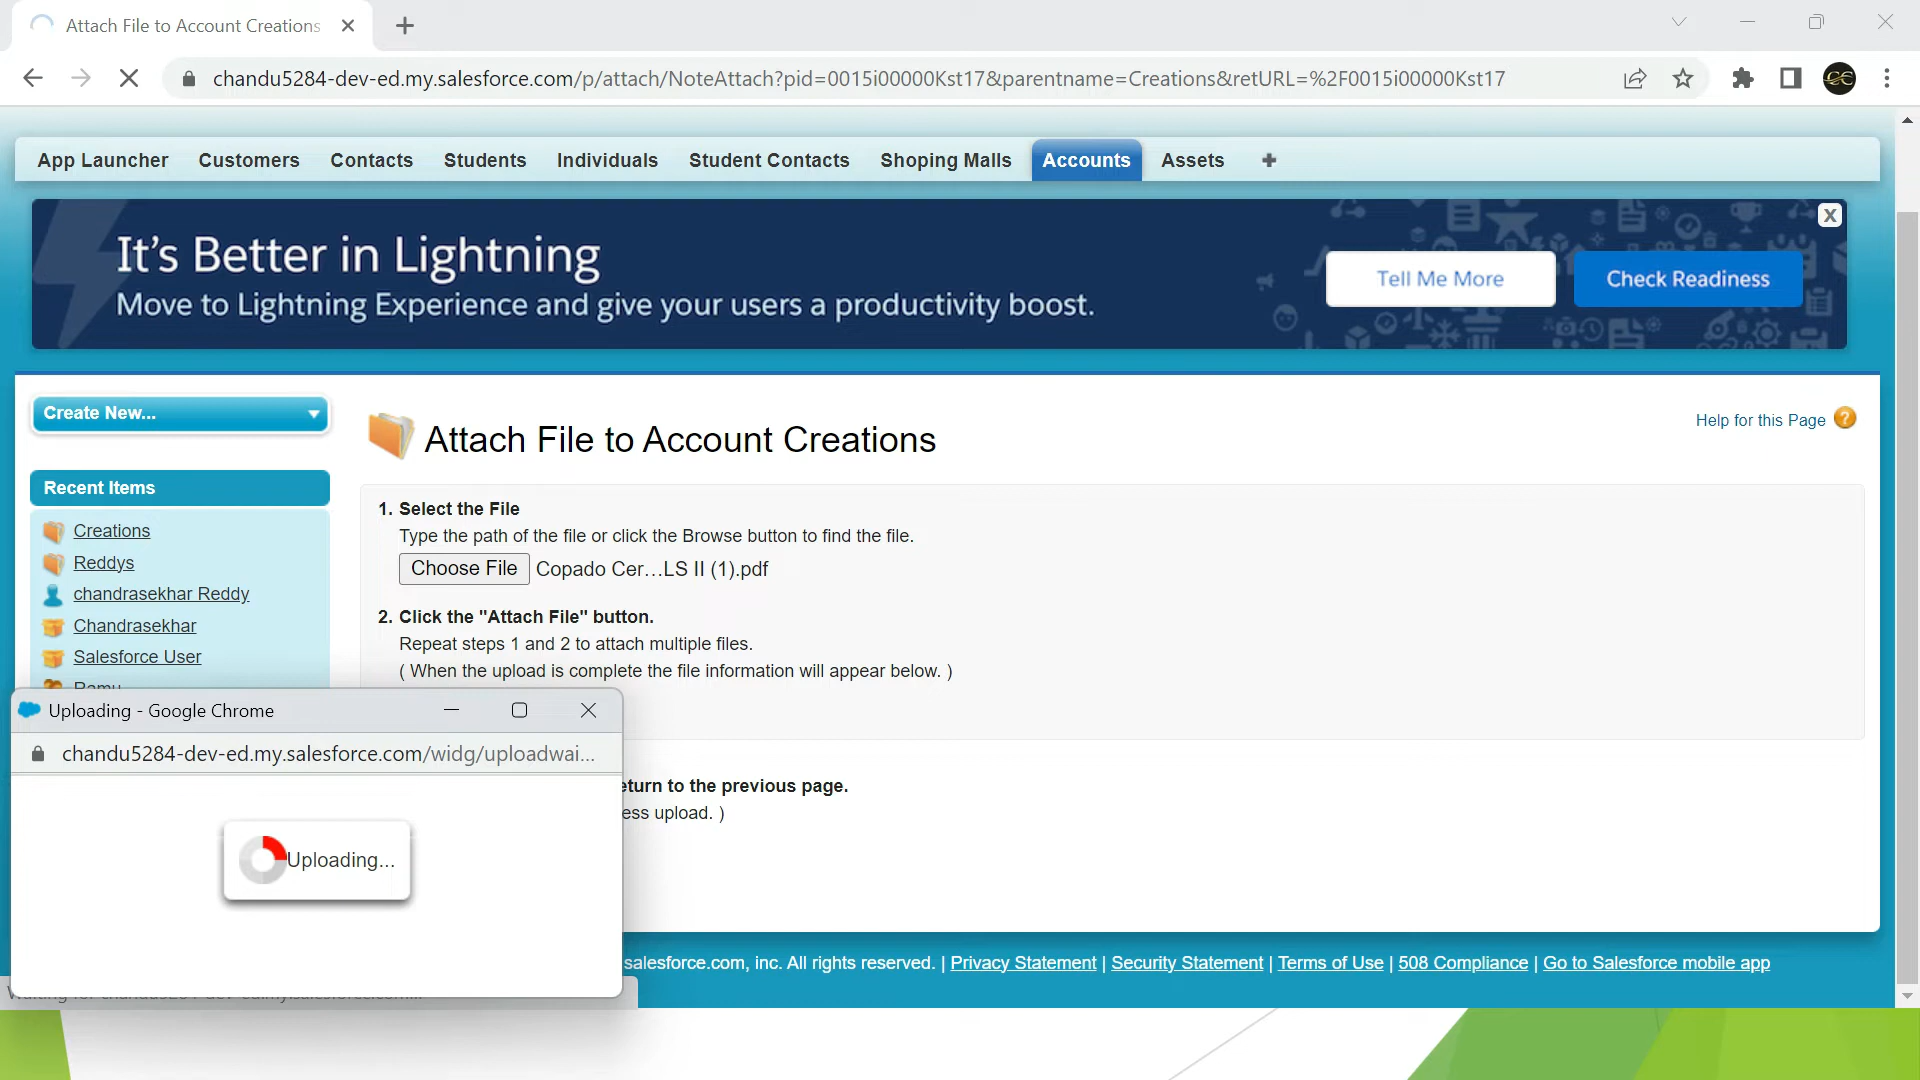 Attach File to Account Creations
chandu5284-dev-ed.my.salesforce.com/p/attach/NoteAttach?pid=0015i00000Kst17&parentname=Creations&retURL=%2F0015i00000Kst17
App Launcher Customers Contacts Students Individuals Student Contacts Shoping Malls Accounts Assets
It's Better in Lightning
Move to Lightning Experience and give your users a productivity boost.
Tell Me More
Check Readiness
X
Create New...
Attach File to Account Creations
Help for this Page ?
Recent Items
Creations
Reddys
chandrasekhar Reddy
Chandrasekhar
Salesforce User
Ramu
1. Select the File
Type the path of the file or click the Browse button to find the file.
Choose File Copado Cer...LS II (1).pdf
2. Click the "Attach File" button.
Repeat steps 1 and 2 to attach multiple files.
( When the upload is complete the file information will appear below. )
eturn to the previous page.
ess upload. )
Uploading - Google Chrome
chandu5284-dev-ed.my.salesforce.com/widg/uploadwai...
Uploading...
salesforce.com, inc. All rights reserved. | Privacy Statement | Security Statement | Terms of Use | 508 Compliance | Go to Salesforce mobile app